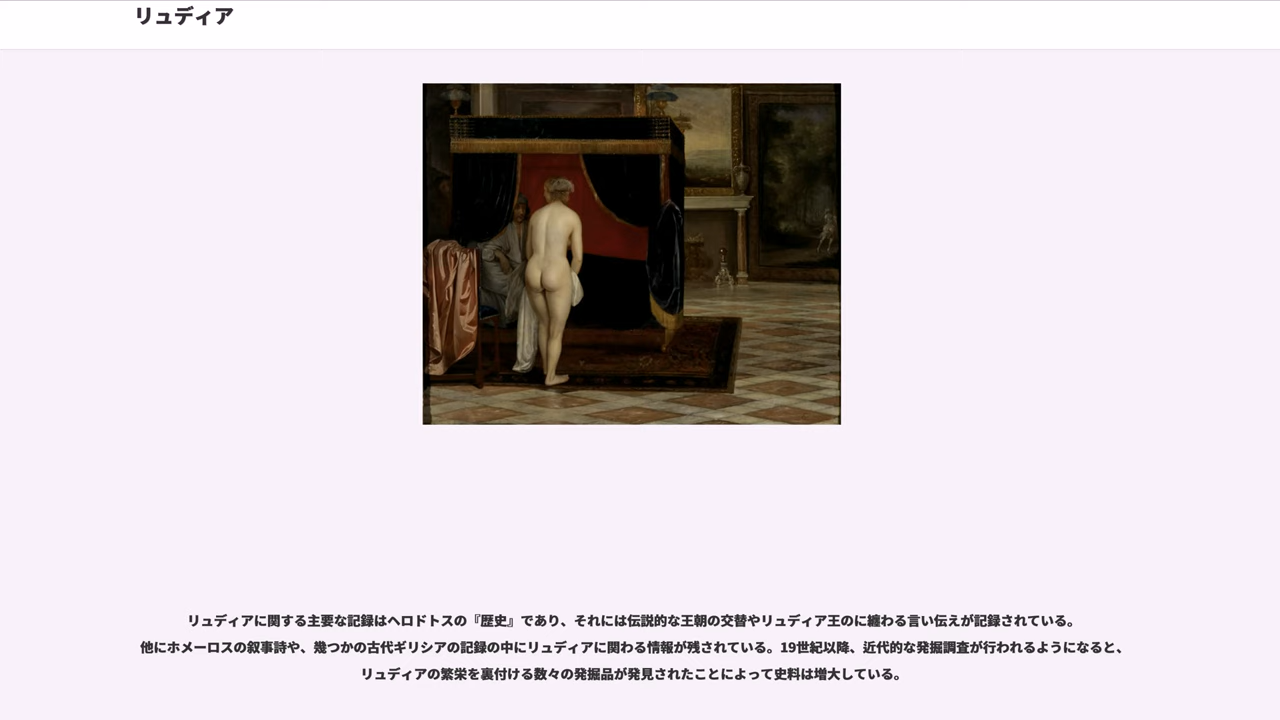 リュディア
リュディアに関する主要な記録はヘロドトスの『歴史』であり、それには伝説的な王朝の交替やリュディア王のに纏わる言い伝えが記録されている。
他にホメーロスの叙事詩や、幾つかの古代ギリシアの記録の中にリュディアに関わる情報が残されている。19世紀以降、近代的な発掘調査が行われるようになると、
リュディアの繁栄を裏付ける数々の発掘品が発見されたことによって史料は増大している。